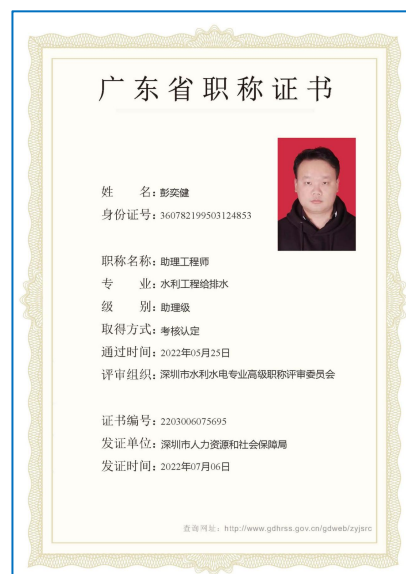 广东省职称证书
姓 名：彭奕健
身份证号：360782199503124853
职称名称：助理工程师
专 业：水利工程给排水
级 别：助理级
取得方式：考核认定
通过时间：2022年05月25日
评审组织：深圳市水利水电专业高级职称评审委员会
证书编号：2203006075695
发证单位：深圳市人力资源和社会保障局
发证时间：2022年07月06日
查询网址：http://www.gdhrss.gov.cn/gdweb/zyjsrc